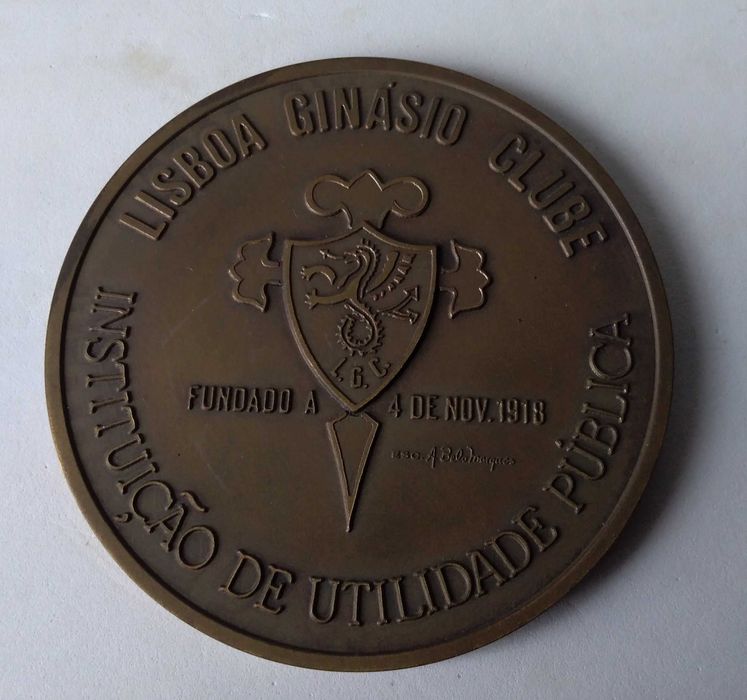 LISBOA GINÁSIO CLUBE
L.G.C.
FUNDADO A 4 DE NOV. 1918
INSTITUIÇÃO DE UTILIDADE PÚBLICA